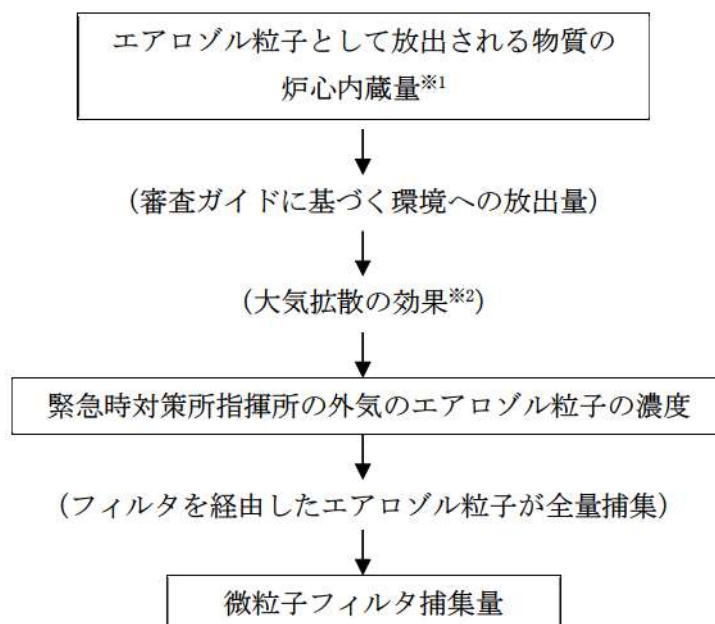 エアロゾル粒子として放出される物質の
炉心内蔵量※1
(審査ガイドに基づく環境への放出量)
(大気拡散の効果※2)
緊急時対策所指揮所の外気のエアロゾル粒子の濃度
(フィルタを経由したエアロゾル粒子が全量捕集)
微粒子フィルタ捕集量